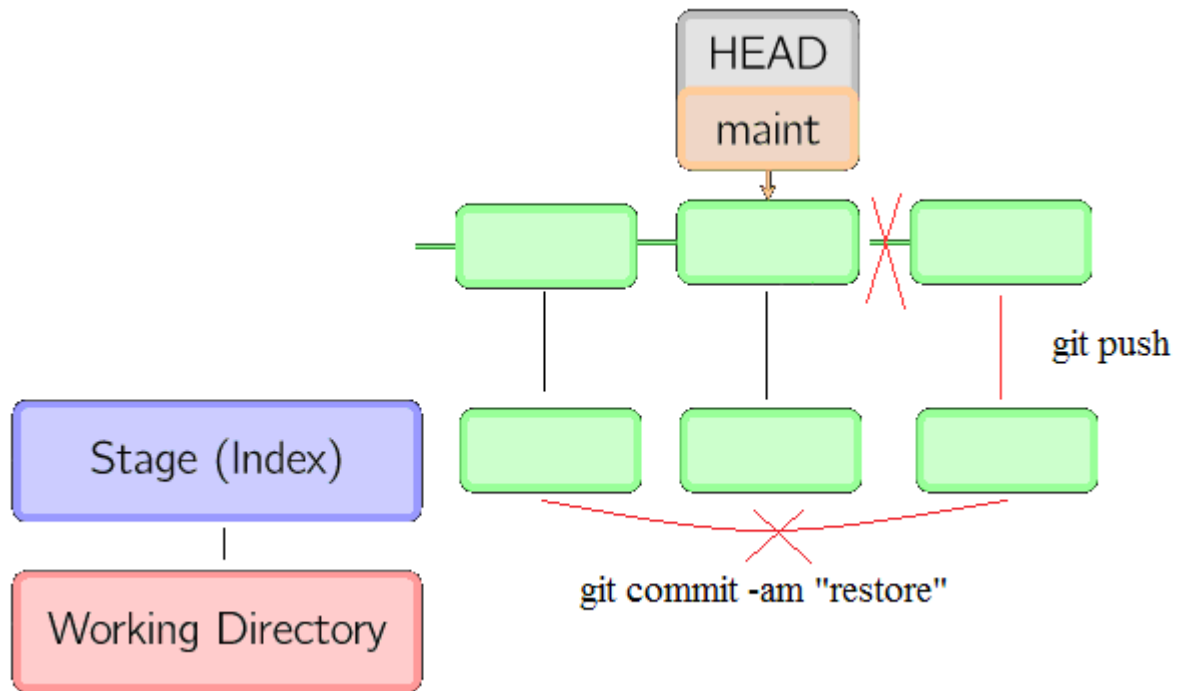 HEAD
maint
git push
Stage (Index)
git commit -am "restore"
Working Directory